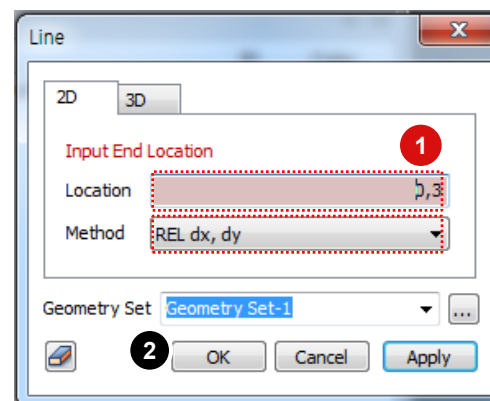 Line
x
2D 3D
Input End Location 1
Location 0,3
Method REL dx, dy
Geometry Set Geometry Set-1 ...
2 OK Cancel Apply